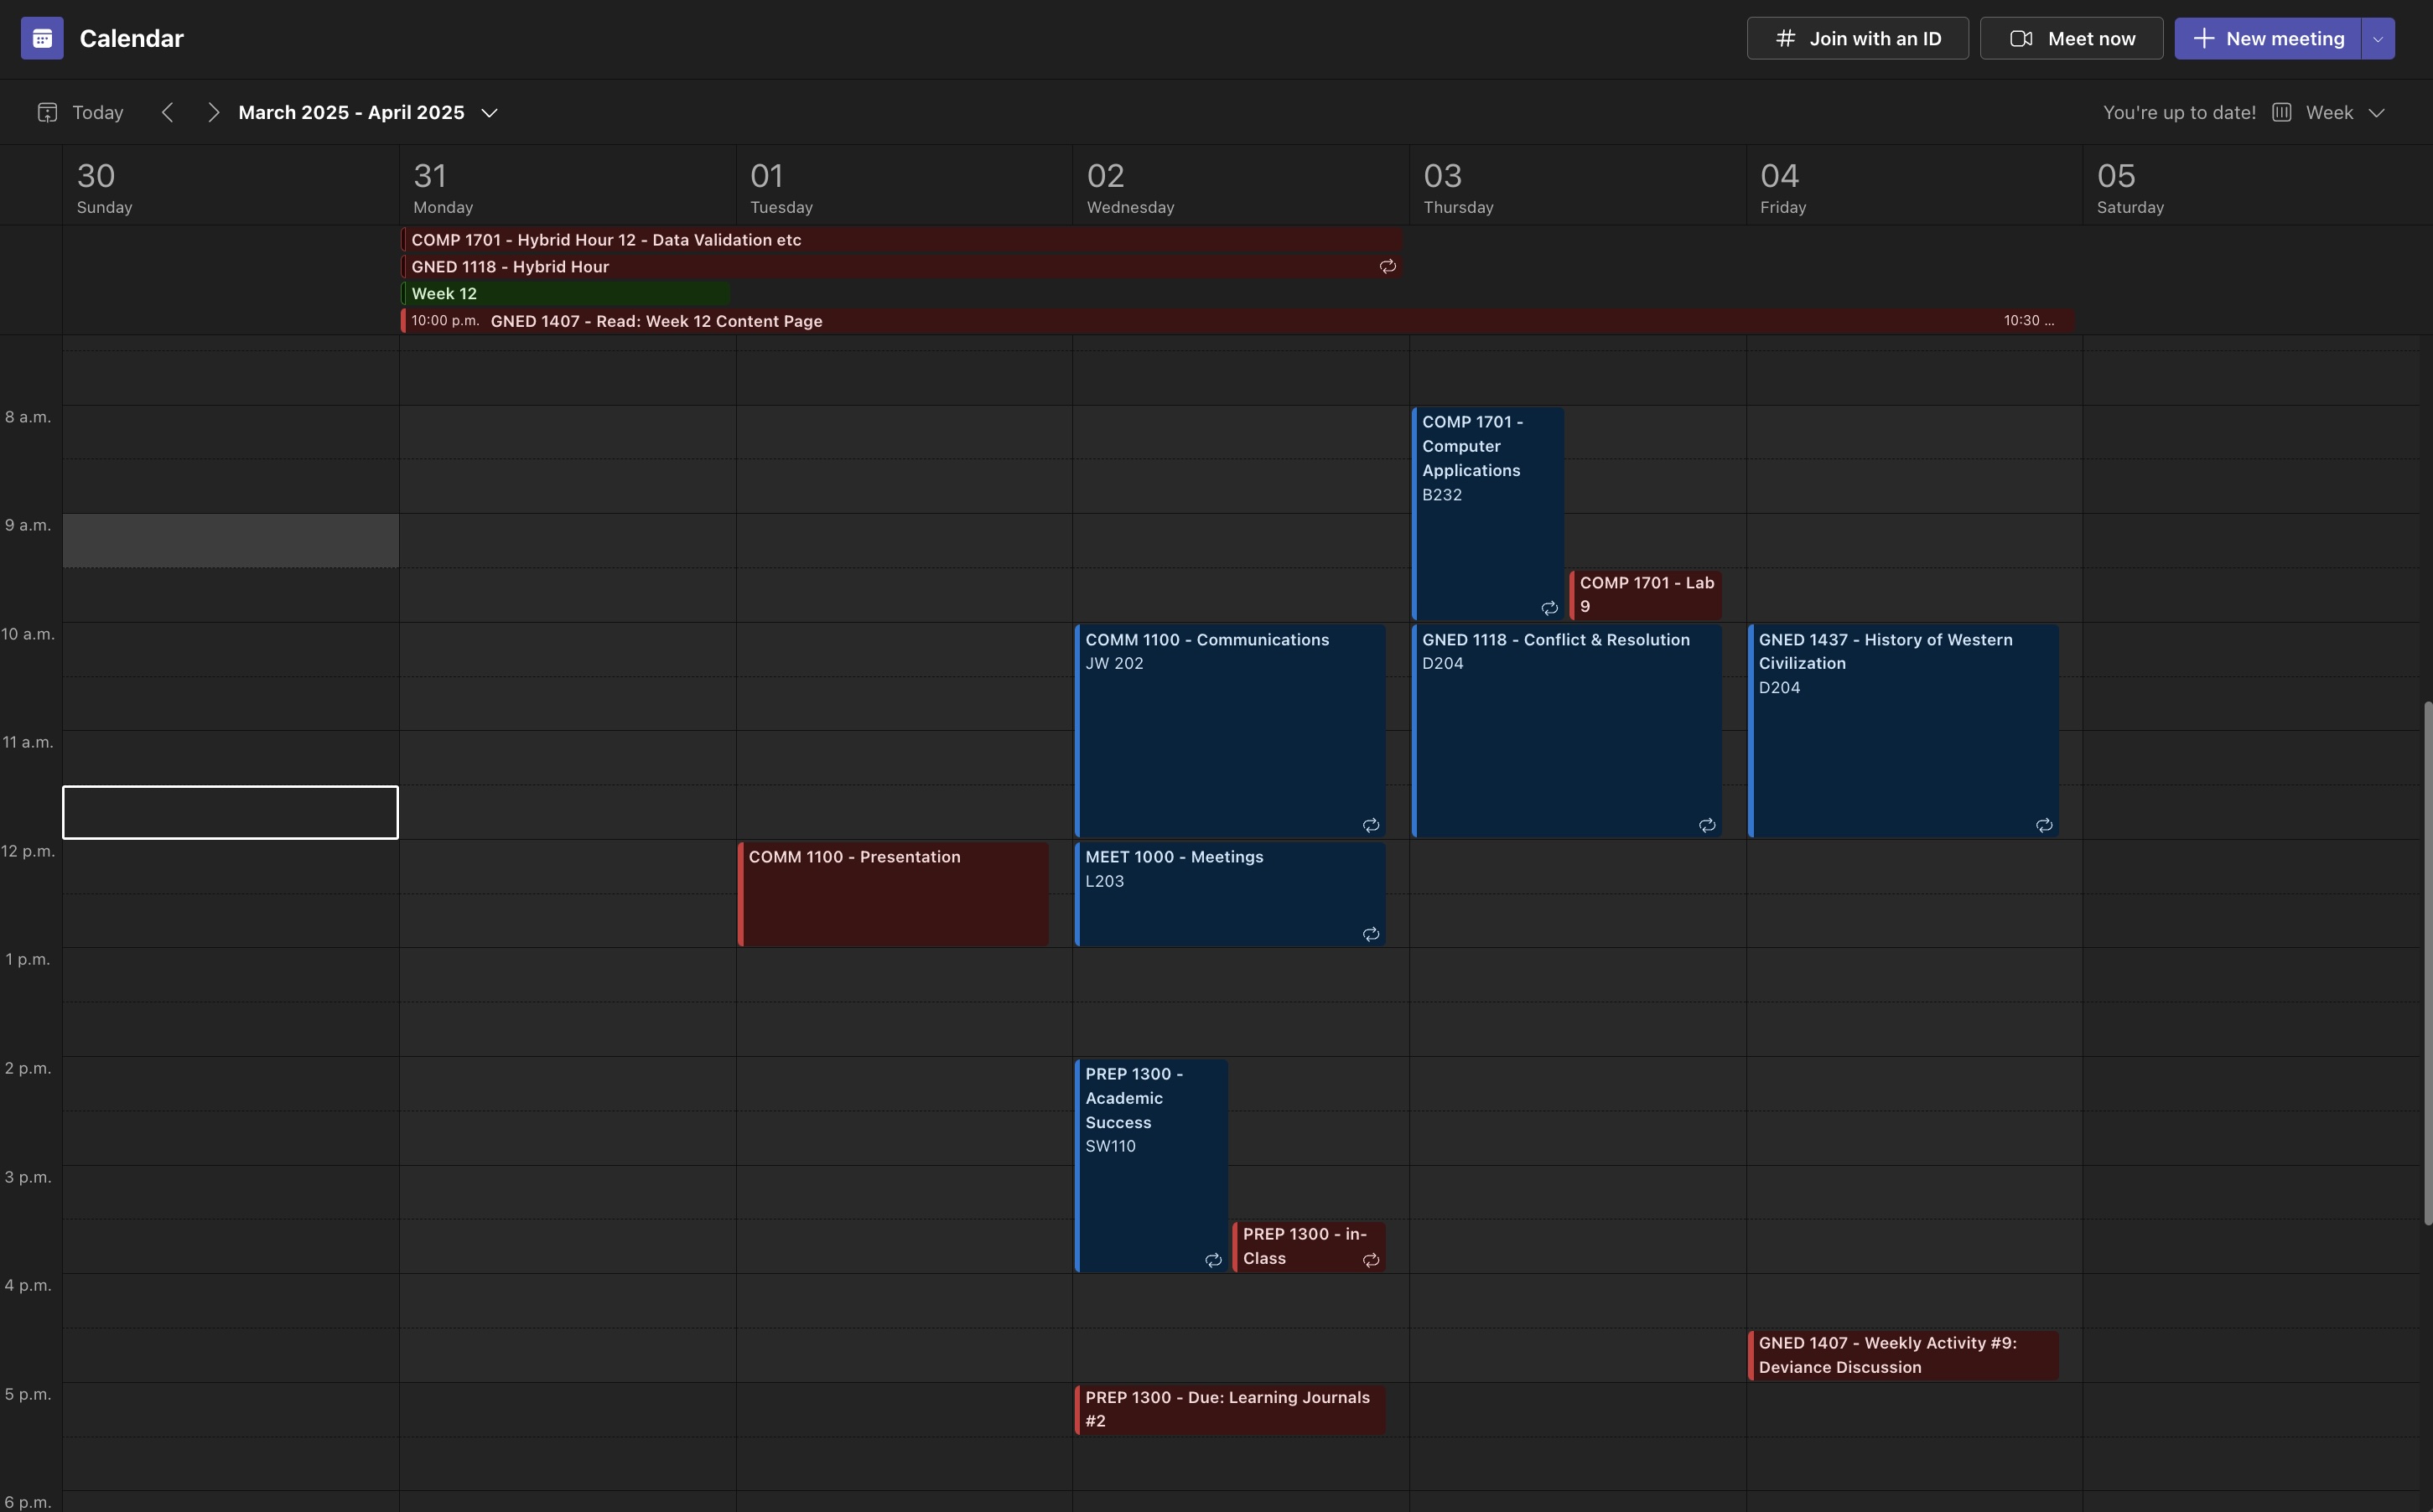 Calendar
Join with an ID
Meet now
New meeting
Today
March 2025 - April 2025
You're up to date!
Week
30
Sunday
31
Monday
01
Tuesday
02
Wednesday
03
Thursday
04
Friday
05
Saturday
COMP 1701 - Hybrid Hour 12 - Data Validation etc
GNED 1118 - Hybrid Hour
Week 12
10:00 p.m. GNED 1407 - Read: Week 12 Content Page 10:30 ...
8 a.m.
COMP 1701 -
Computer
Applications
B232
9 a.m.
COMP 1701 - Lab
9
10 a.m.
COMM 1100 - Communications
JW 202
GNED 1118 - Conflict & Resolution
D204
GNED 1437 - History of Western
Civilization
D204
11 a.m.
12 p.m.
COMM 1100 - Presentation
MEET 1000 - Meetings
L203
1 p.m.
2 p.m.
PREP 1300 -
Academic
Success
SW110
3 p.m.
PREP 1300 - in-
Class
4 p.m.
GNED 1407 - Weekly Activity #9:
Deviance Discussion
5 p.m.
PREP 1300 - Due: Learning Journals
#2
6 p.m.